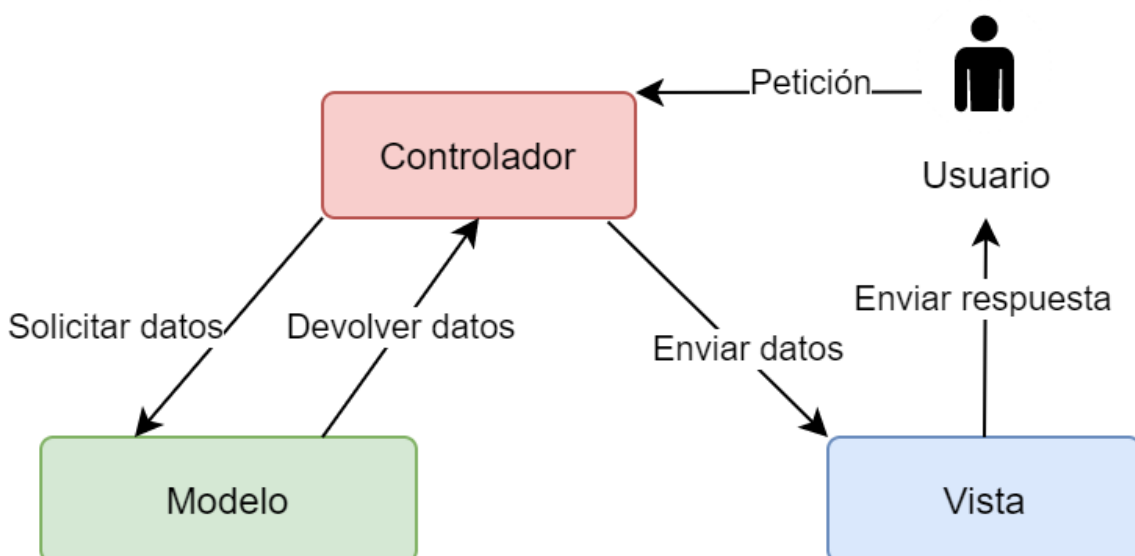 Petición
Controlador
Usuario
Solicitar datos
Devolver datos
Enviar datos
Enviar respuesta
Modelo
Vista